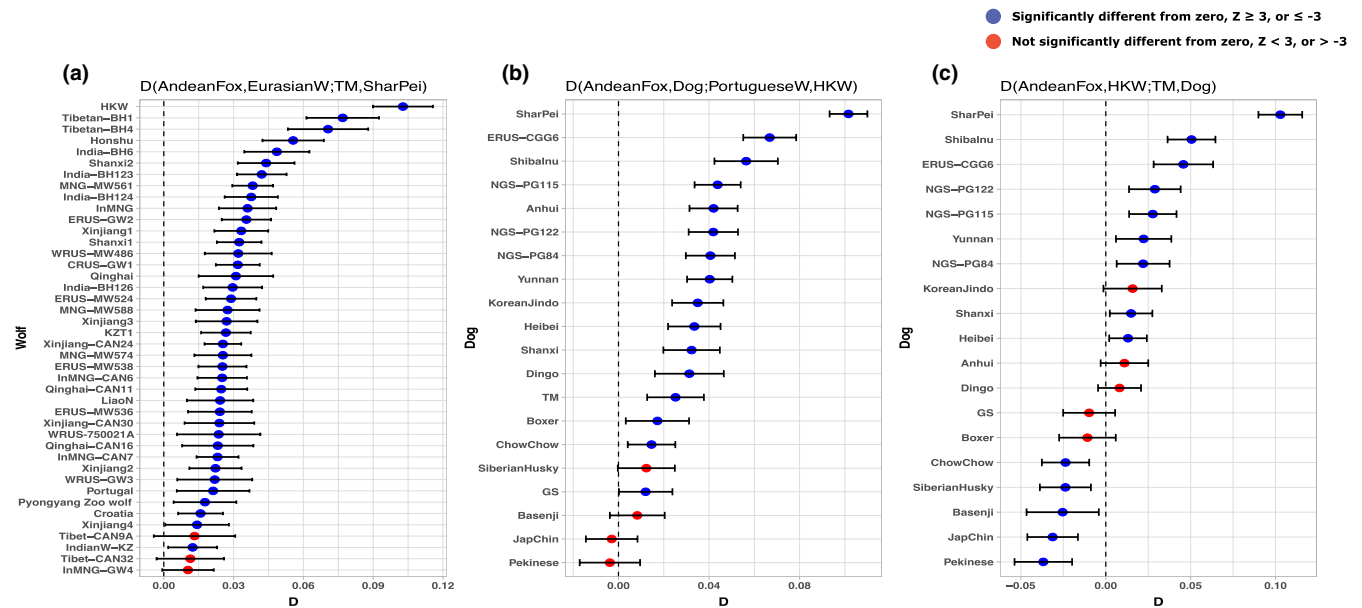 Significantly different from zero, Z ≥ 3, or ≤ -3
Not significantly different from zero, Z < 3, or > -3
(a)
D(AndeanFox,EurasianW;TM,SharPei)
Wolf
HKW
Tibetan-BH1
Tibetan-BH4
Honshu
India-BH6
Shanxi2
India-BH123
MNG-MW561
India-BH124
InMNG
ERUS-GW2
Xinjiang1
Shanxi1
WRUS-MW486
CRUS-GW1
Qinghai
India-BH126
ERUS-MW524
MNG-MW588
Xinjiang3
KZT1
Xinjiang-CAN24
MNG-MW574
ERUS-MW538
InMNG-CAN6
Qinghai-CAN11
LiaoN
ERUS-MW536
Xinjiang-CAN30
WRUS-750021A
Qinghai-CAN16
InMNG-CAN7
Xinjiang2
WRUS-GW3
Portugal
Pyongyang Zoo wolf
Croatia
Xinjiang4
Tibet-CAN9A
IndianW-KZ
Tibet-CAN32
InMNG-GW4
0.00 0.03 0.06 0.09 0.12
D
(b)
D(AndeanFox,Dog;PortugueseW,HKW)
Dog
SharPei
ERUS-CGG6
ShibaInu
NGS-PG115
Anhui
NGS-PG122
NGS-PG84
Yunnan
KoreanJindo
Heibei
Shanxi
Dingo
TM
Boxer
ChowChow
SiberianHusky
GS
Basenji
JapChin
Pekinese
0.00 0.04 0.08
D
(c)
D(AndeanFox,HKW;TM,Dog)
Dog
SharPei
ShibaInu
ERUS-CGG6
NGS-PG122
NGS-PG115
Yunnan
NGS-PG84
KoreanJindo
Shanxi
Heibei
Anhui
Dingo
GS
Boxer
ChowChow
SiberianHusky
Basenji
JapChin
Pekinese
-0.05 0.00 0.05 0.10
D